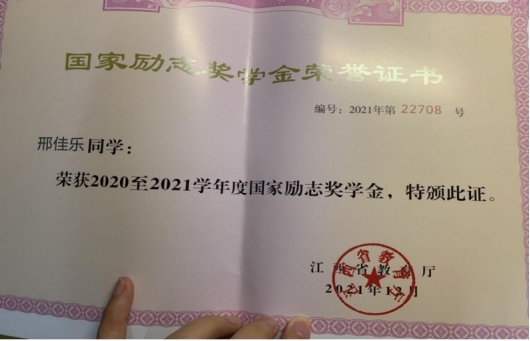 国家励志奖学金荣誉证书
编号：2021年第 22708 号
邢佳乐同学：
荣获2020至2021学年度国家励志奖学金，特颁此证。
江西省教育厅
2021年12月